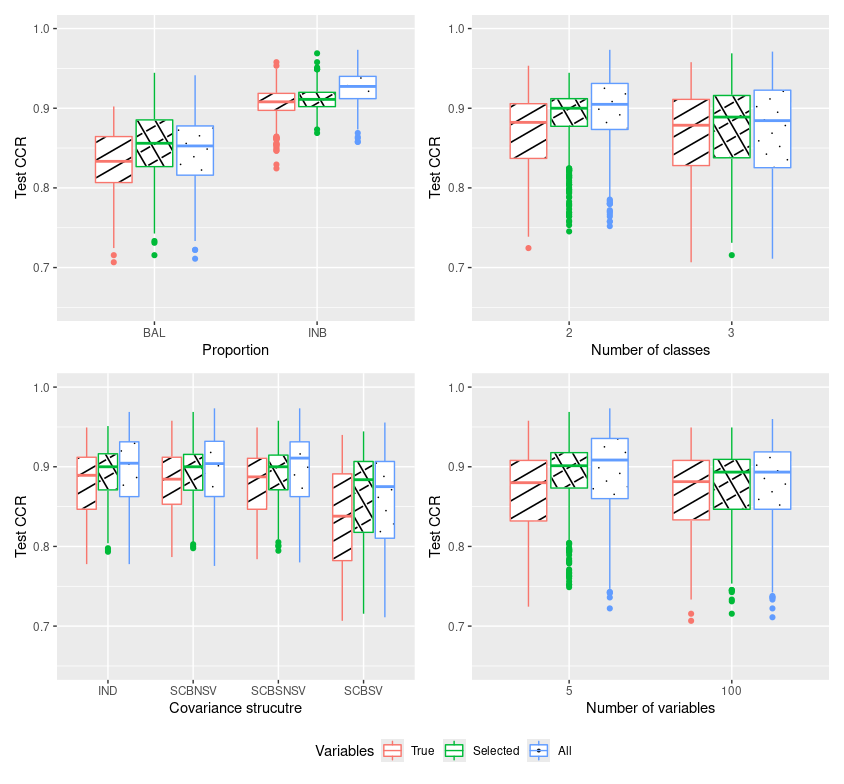 1.0
0.9
0.8
0.7
Test CCR
BAL INB
Proportion
1.0
0.9
0.8
0.7
Test CCR
2 3
Number of classes
1.0
0.9
0.8
0.7
Test CCR
IND SCBNSV SCBSNSV SCBSV
Covariance strucutre
1.0
0.9
0.8
0.7
Test CCR
5 100
Number of variables
Variables True Selected All